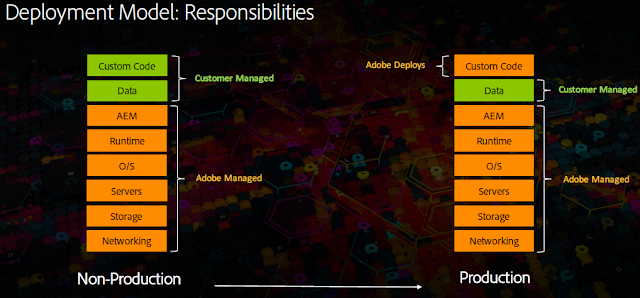 Deployment Model: Responsibilities
Custom Code
Data
Customer Managed
AEM
Runtime
O/S
Servers
Storage
Networking
Adobe Managed
Non-Production
Adobe Deploys
Custom Code
Data
Customer Managed
AEM
Runtime
O/S
Servers
Storage
Networking
Adobe Managed
Production